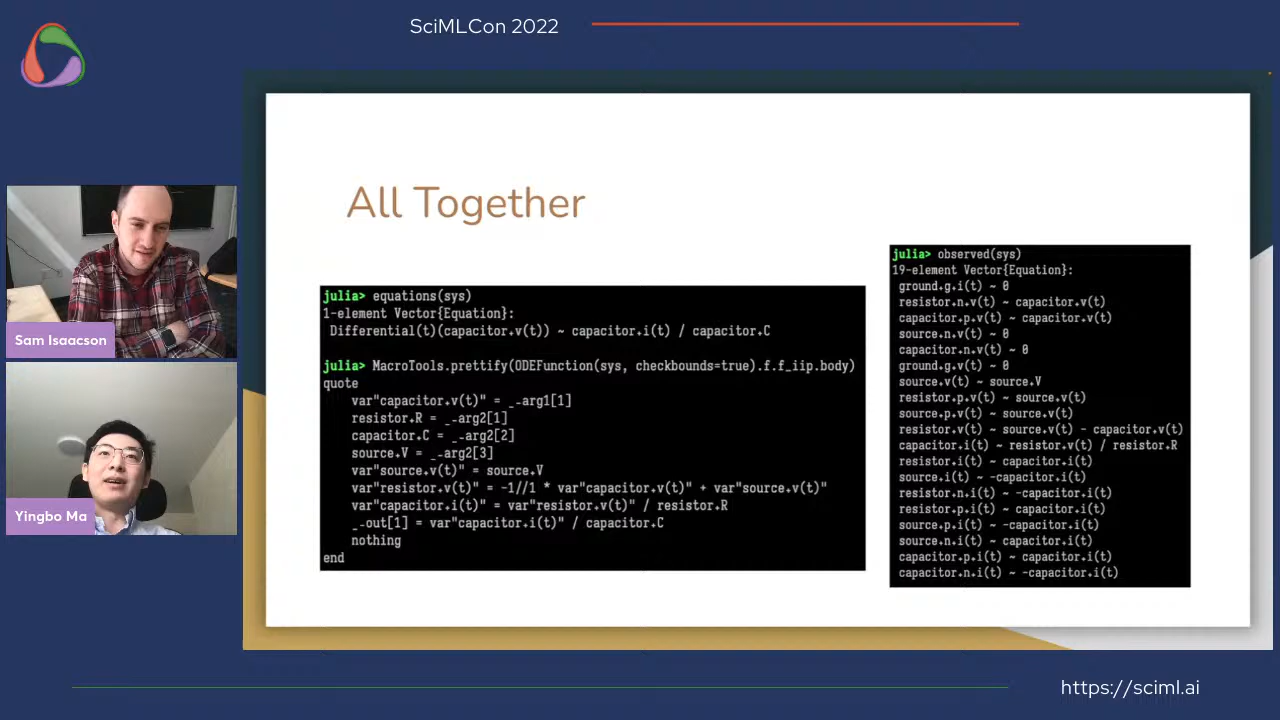 SciMLCon 2022
Sam Isaacson
Yingbo Ma
All Together
julia> equations(sys)
1-element Vector{Equation}:
 Differential(t)(capacitor₊v(t)) ~ capacitor₊i(t) / capacitor₊C
julia> MacroTools.prettify(ODEFunction(sys, checkbounds=true).f.f_iip.body)
quote
    var"capacitor₊v(t)" = _₋arg1[1]
    resistor₊R = _₋arg2[1]
    capacitor₊C = _₋arg2[2]
    source₊V = _₋arg2[3]
    var"source₊v(t)" = source₊V
    var"resistor₊v(t)" = -1//1 * var"capacitor₊v(t)" + var"source₊v(t)"
    var"capacitor₊i(t)" = var"resistor₊v(t)" / resistor₊R
    _₋out[1] = var"capacitor₊i(t)" / capacitor₊C
    nothing
end
julia> observed(sys)
19-element Vector{Equation}:
 ground₊g₊i(t) ~ 0
 resistor₊n₊v(t) ~ capacitor₊v(t)
 capacitor₊p₊v(t) ~ capacitor₊v(t)
 source₊n₊v(t) ~ 0
 capacitor₊n₊v(t) ~ 0
 ground₊g₊v(t) ~ 0
 source₊v(t) ~ source₊V
 resistor₊p₊v(t) ~ source₊v(t)
 source₊p₊v(t) ~ source₊v(t)
 resistor₊v(t) ~ source₊v(t) - capacitor₊v(t)
 capacitor₊i(t) ~ resistor₊v(t) / resistor₊R
 resistor₊i(t) ~ capacitor₊i(t)
 source₊i(t) ~ -capacitor₊i(t)
 resistor₊n₊i(t) ~ -capacitor₊i(t)
 resistor₊p₊i(t) ~ capacitor₊i(t)
 source₊p₊i(t) ~ -capacitor₊i(t)
 source₊n₊i(t) ~ capacitor₊i(t)
 capacitor₊p₊i(t) ~ capacitor₊i(t)
 capacitor₊n₊i(t) ~ -capacitor₊i(t)
https://sciml.ai